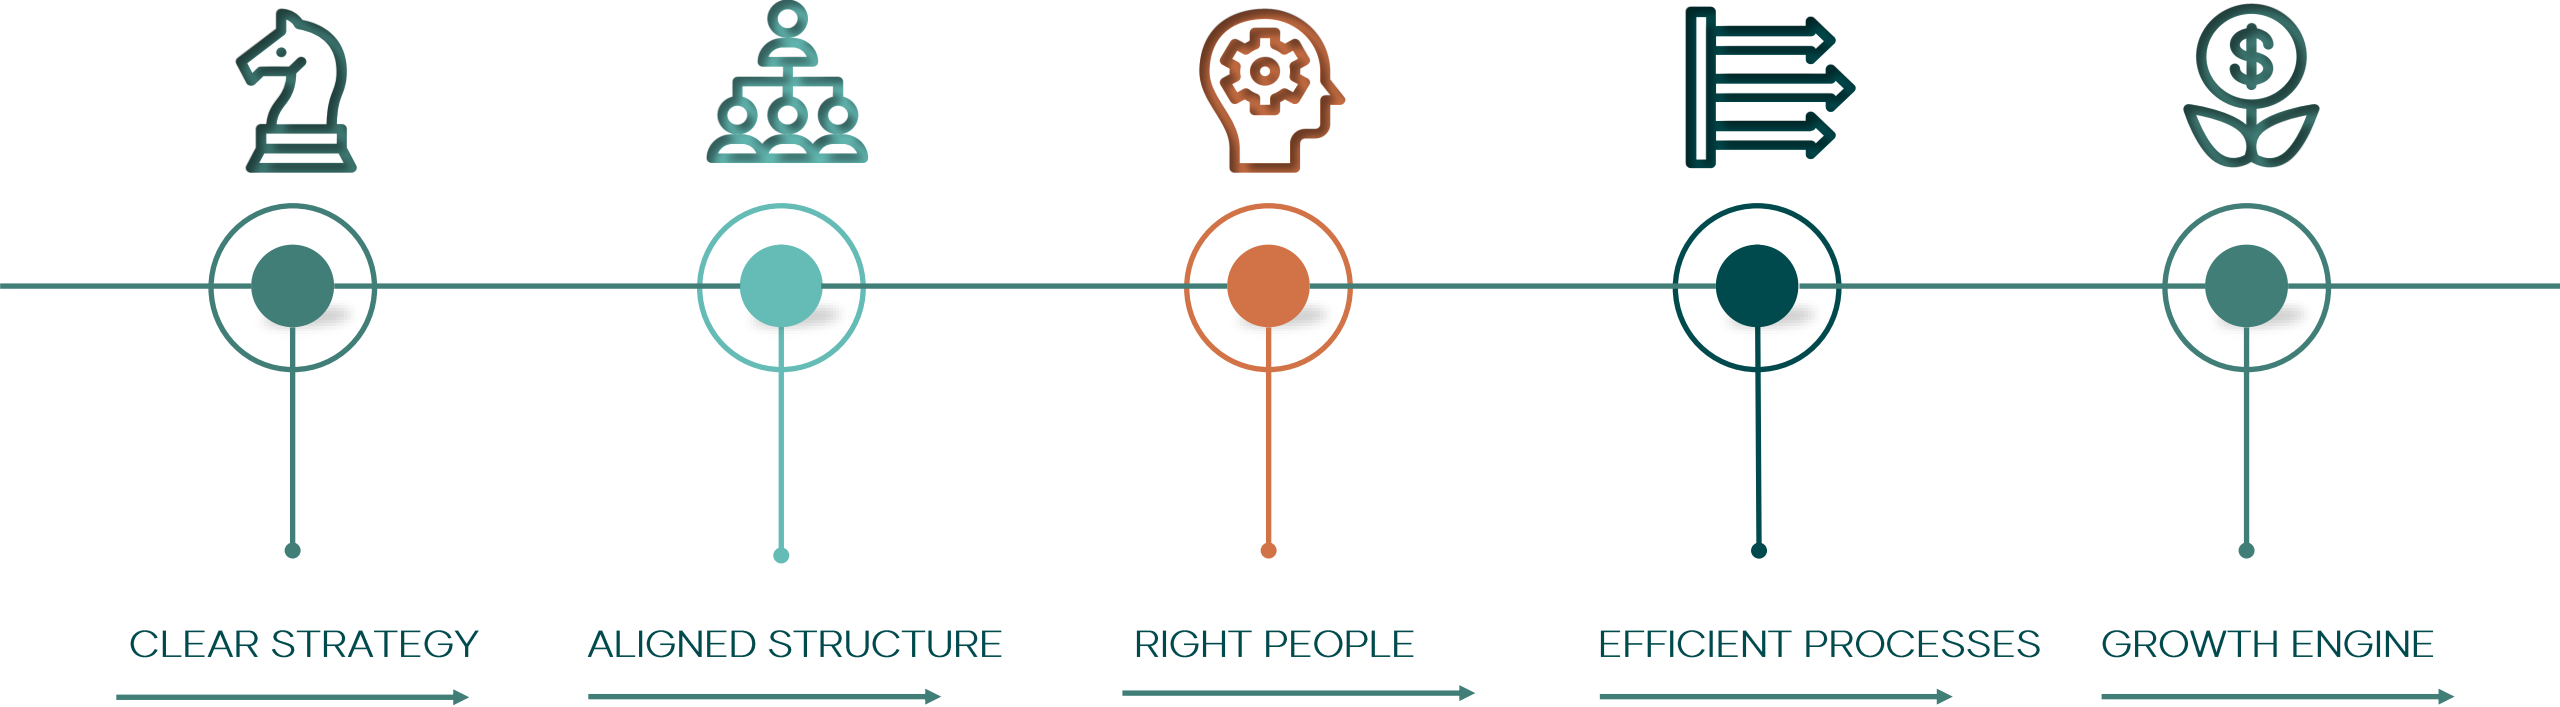 CLEAR STRATEGY
ALIGNED STRUCTURE
RIGHT PEOPLE
EFFICIENT PROCESSES
GROWTH ENGINE